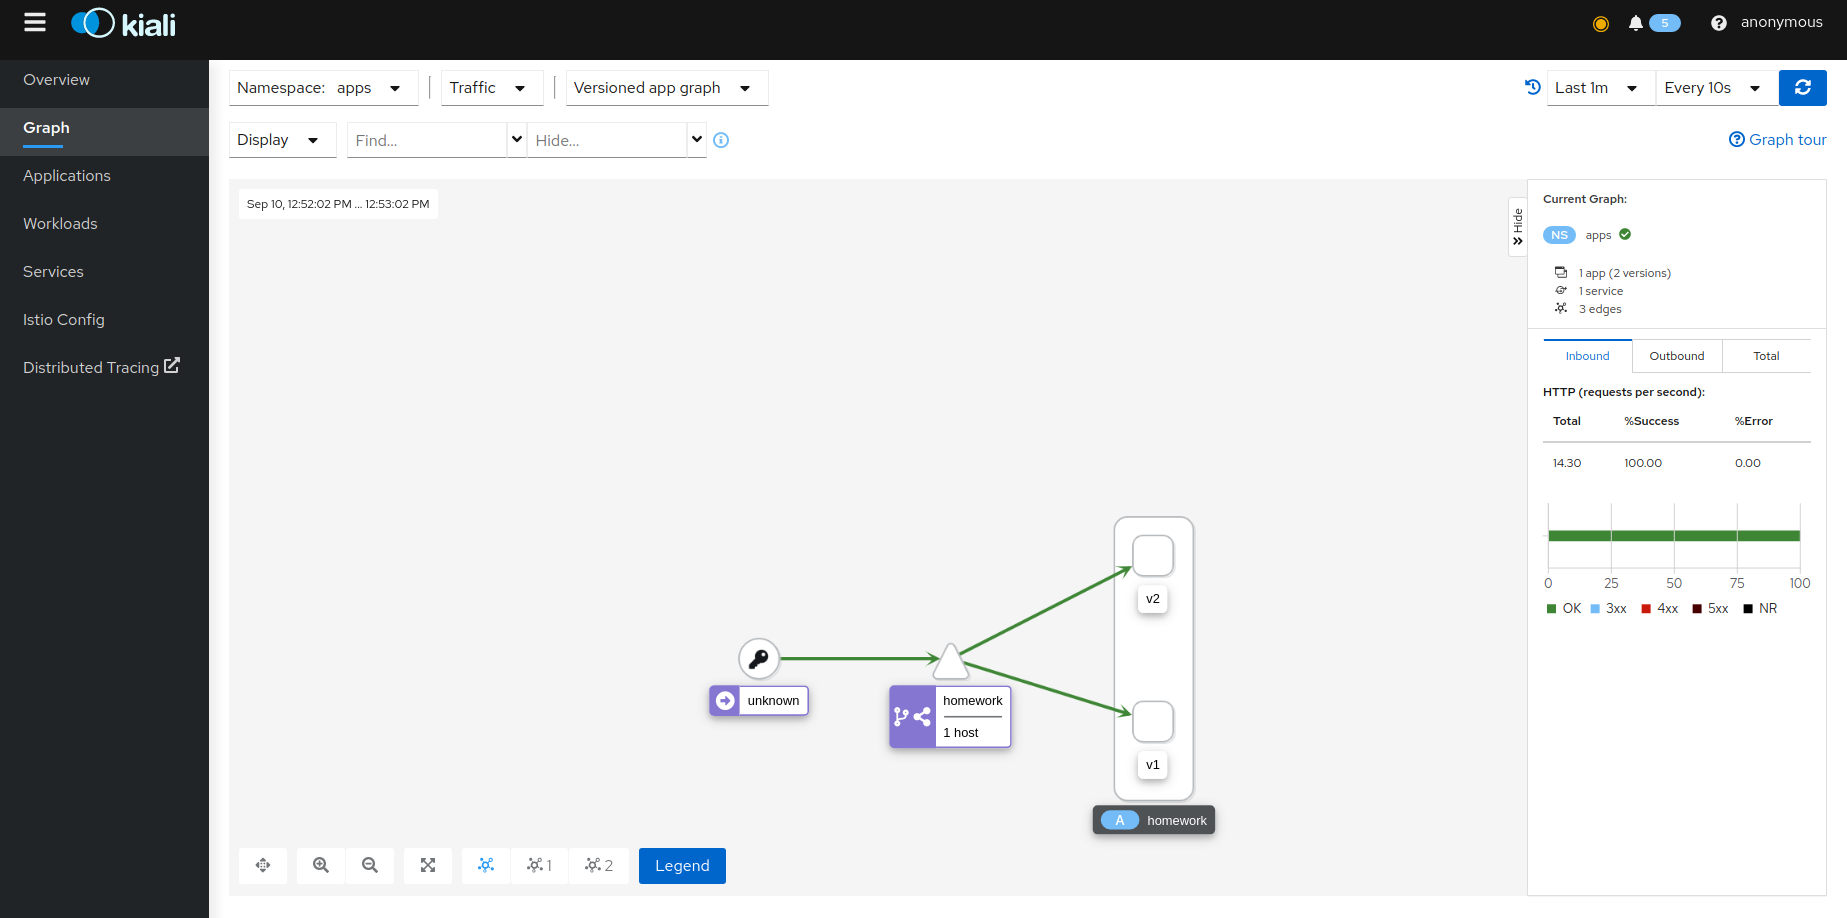 kiali
5
anonymous
Overview
Graph
Applications
Workloads
Services
Istio Config
Distributed Tracing
Namespace: apps
Traffic
Versioned app graph
Last 1m
Every 10s
Display
Find...
Hide...
Graph tour
Sep 10, 12:52:02 PM ... 12:53:02 PM
Hide
Current Graph:
NS apps
1 app (2 versions)
1 service
3 edges
Inbound Outbound Total
HTTP (requests per second):
Total %Success %Error
14.30 100.00 0.00
0 25 50 75 100
OK 3xx 4xx 5xx NR
v2
unknown
homework
1 host
v1
A homework
1
2
Legend